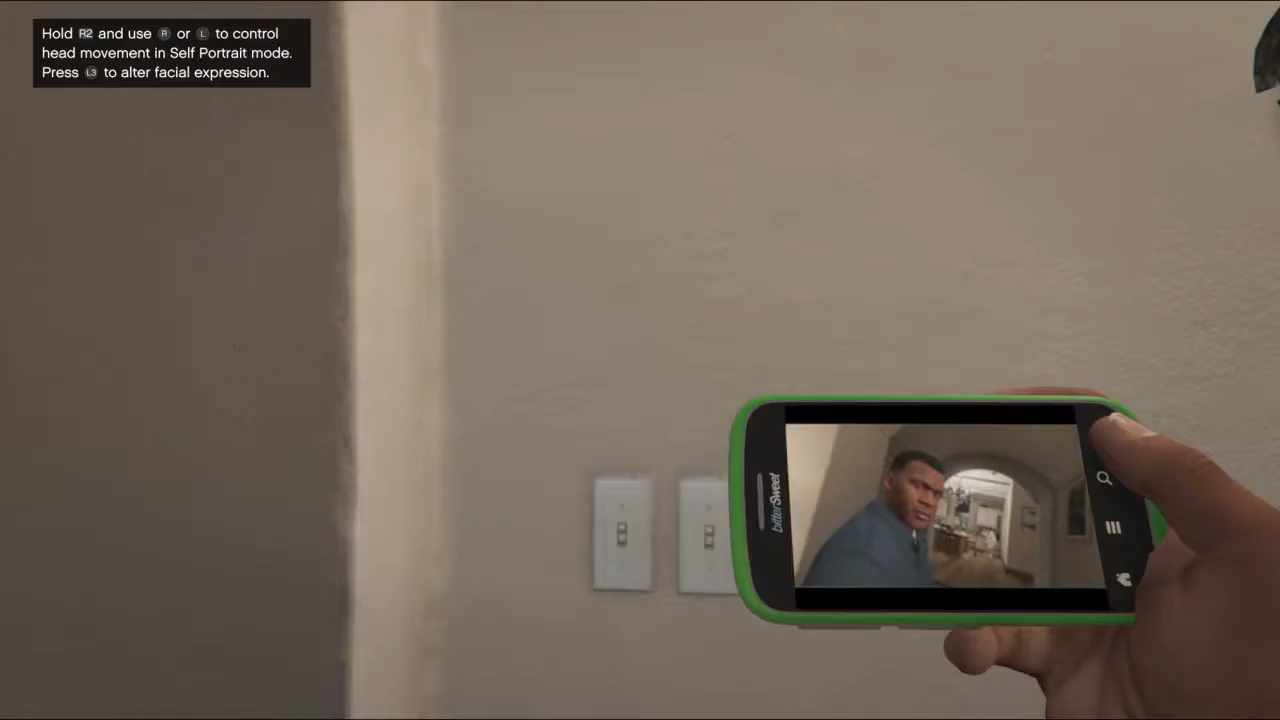 Hold R2 and use R or L to control
head movement in Self Portrait mode.
Press L3 to alter facial expression.
bitterSweet